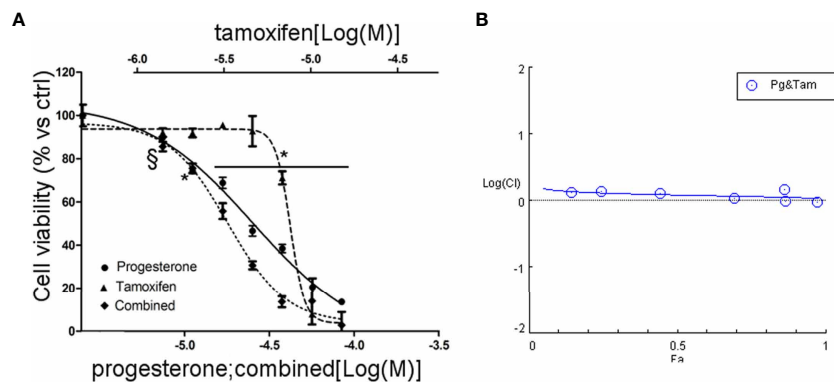 A
B
tamoxifen[Log(M)]
-6.0 -5.5 -5.0 -4.5
Cell viability (% vs ctrl)
120
100
80
60
40
20
0
§
*
*
Progesterone
Tamoxifen
Combined
-5.0 -4.5 -4.0 -3.5
progesterone;combined[Log(M)]
2
1
Log(CI)
0
-1
-2
Pg&Tam
0 0.5 1
Fa